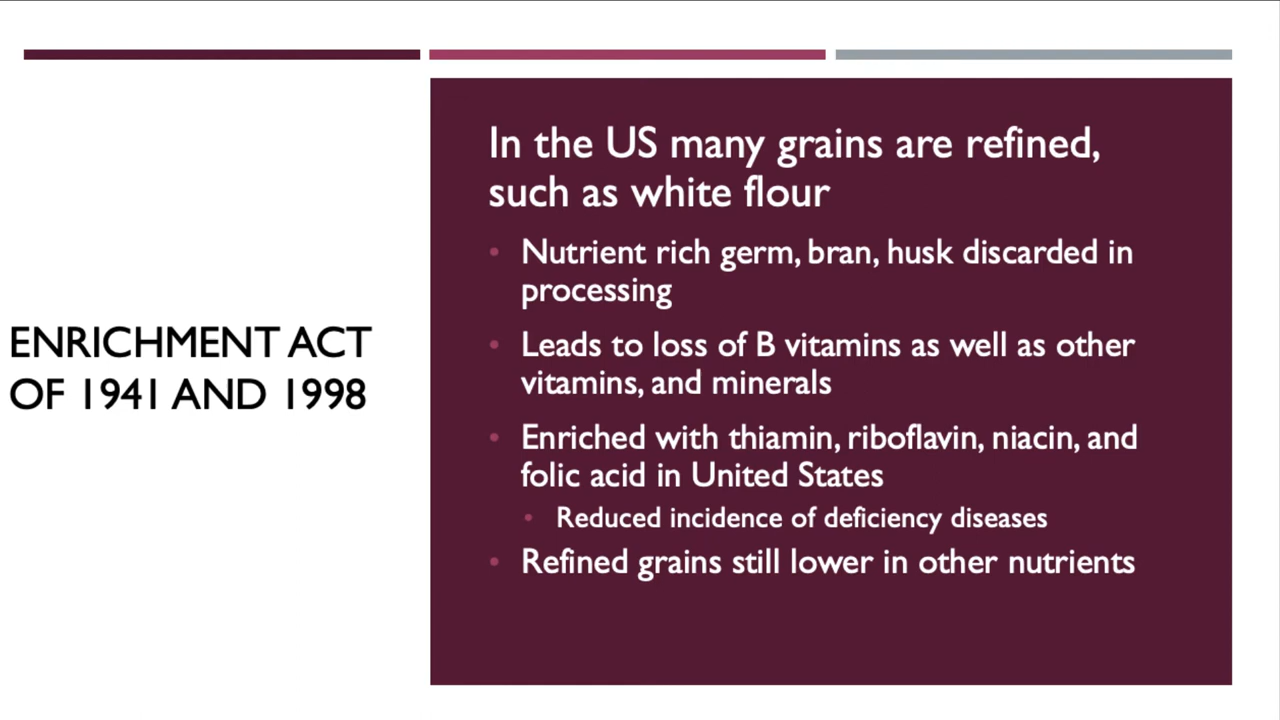 ENRICHMENT ACT
OF 1941 AND 1998
In the US many grains are refined,
such as white flour
• Nutrient rich germ, bran, husk discarded in
processing
• Leads to loss of B vitamins as well as other
vitamins, and minerals
• Enriched with thiamin, riboflavin, niacin, and
folic acid in United States
• Reduced incidence of deficiency diseases
• Refined grains still lower in other nutrients